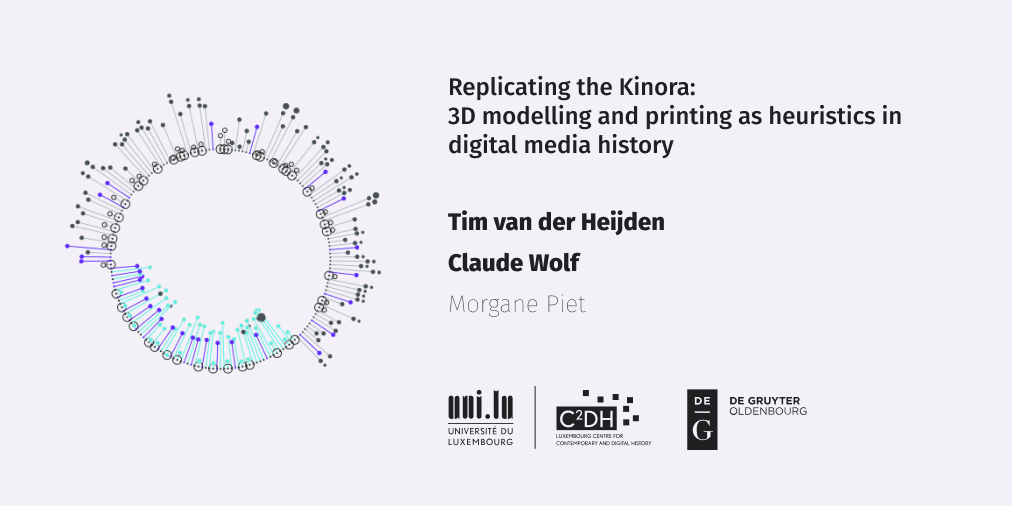 Replicating the Kinora:
3D modelling and printing as heuristics in
digital media history
Tim van der Heijden
Claude Wolf
Morgane Piet
uni.lu
UNIVERSITÉ DU
LUXEMBOURG
C²DH
LUXEMBOURG CENTRE FOR
CONTEMPORARY AND DIGITAL HISTORY
DE
G
DE GRUYTER
OLDENBOURG